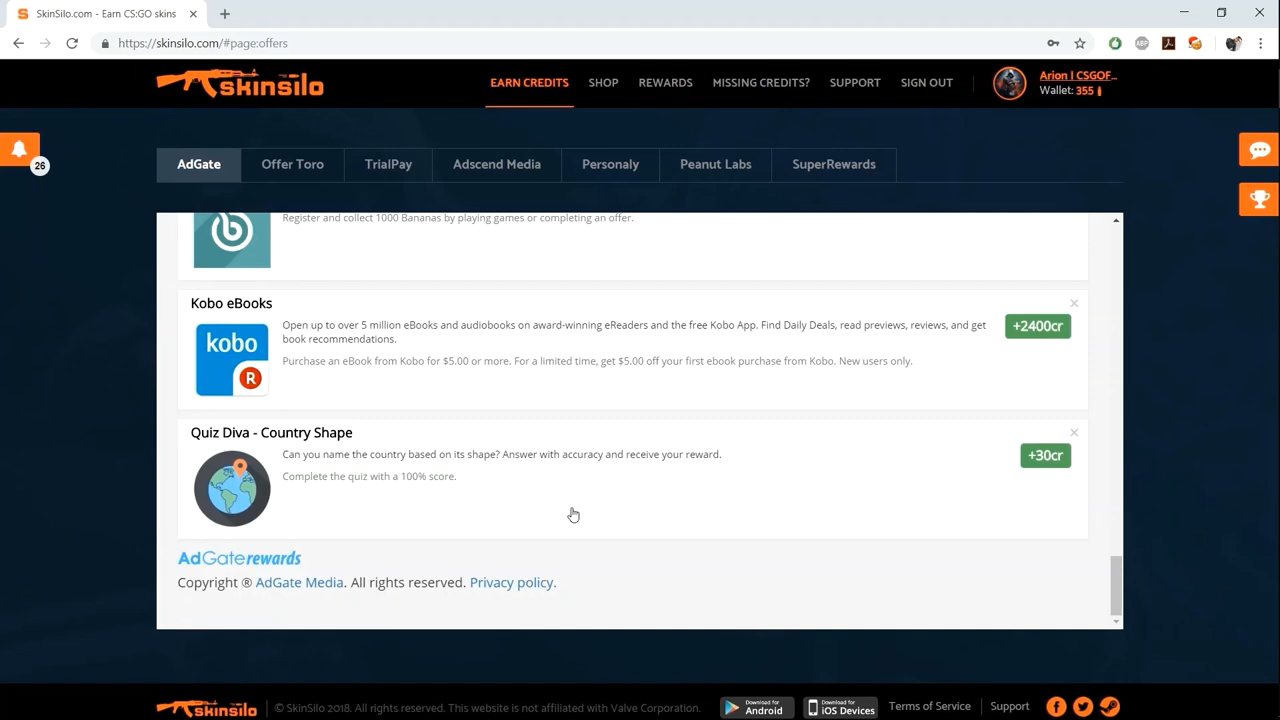 SkinSilo.com - Earn CS:GO skins
https://skinsilo.com/#page:offers
ABP
skinsilo
EARN CREDITS
SHOP
REWARDS
MISSING CREDITS?
SUPPORT
SIGN OUT
Arion | CSGOF...
Wallet: 355
26
AdGate
Offer Toro
TrialPay
Adscend Media
Personaly
Peanut Labs
SuperRewards
Register and collect 1000 Bananas by playing games or completing an offer.
Kobo eBooks
kobo
R
Open up to over 5 million eBooks and audiobooks on award-winning eReaders and the free Kobo App. Find Daily Deals, read previews, reviews, and get
book recommendations.
+2400cr
Purchase an eBook from Kobo for $5.00 or more. For a limited time, get $5.00 off your first ebook purchase from Kobo. New users only.
Quiz Diva - Country Shape
Can you name the country based on its shape? Answer with accuracy and receive your reward.
+30cr
Complete the quiz with a 100% score.
AdGaterewards
Copyright ® AdGate Media. All rights reserved. Privacy policy.
skinsilo
© SkinSilo 2018. All rights reserved. This website is not affiliated with Valve Corporation.
Download for
Android
Download for
iOS Devices
Terms of Service
Support